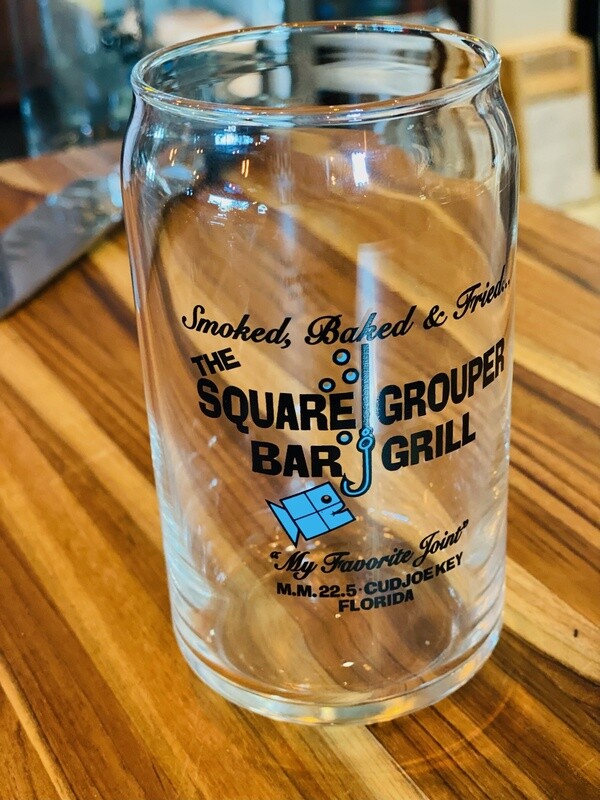 Smoked, Baked & Fried...
THE
SQUARE GROUPER
BAR GRILL
"My Favorite Joint"
M.M. 22.5 · CUDJOE KEY
FLORIDA